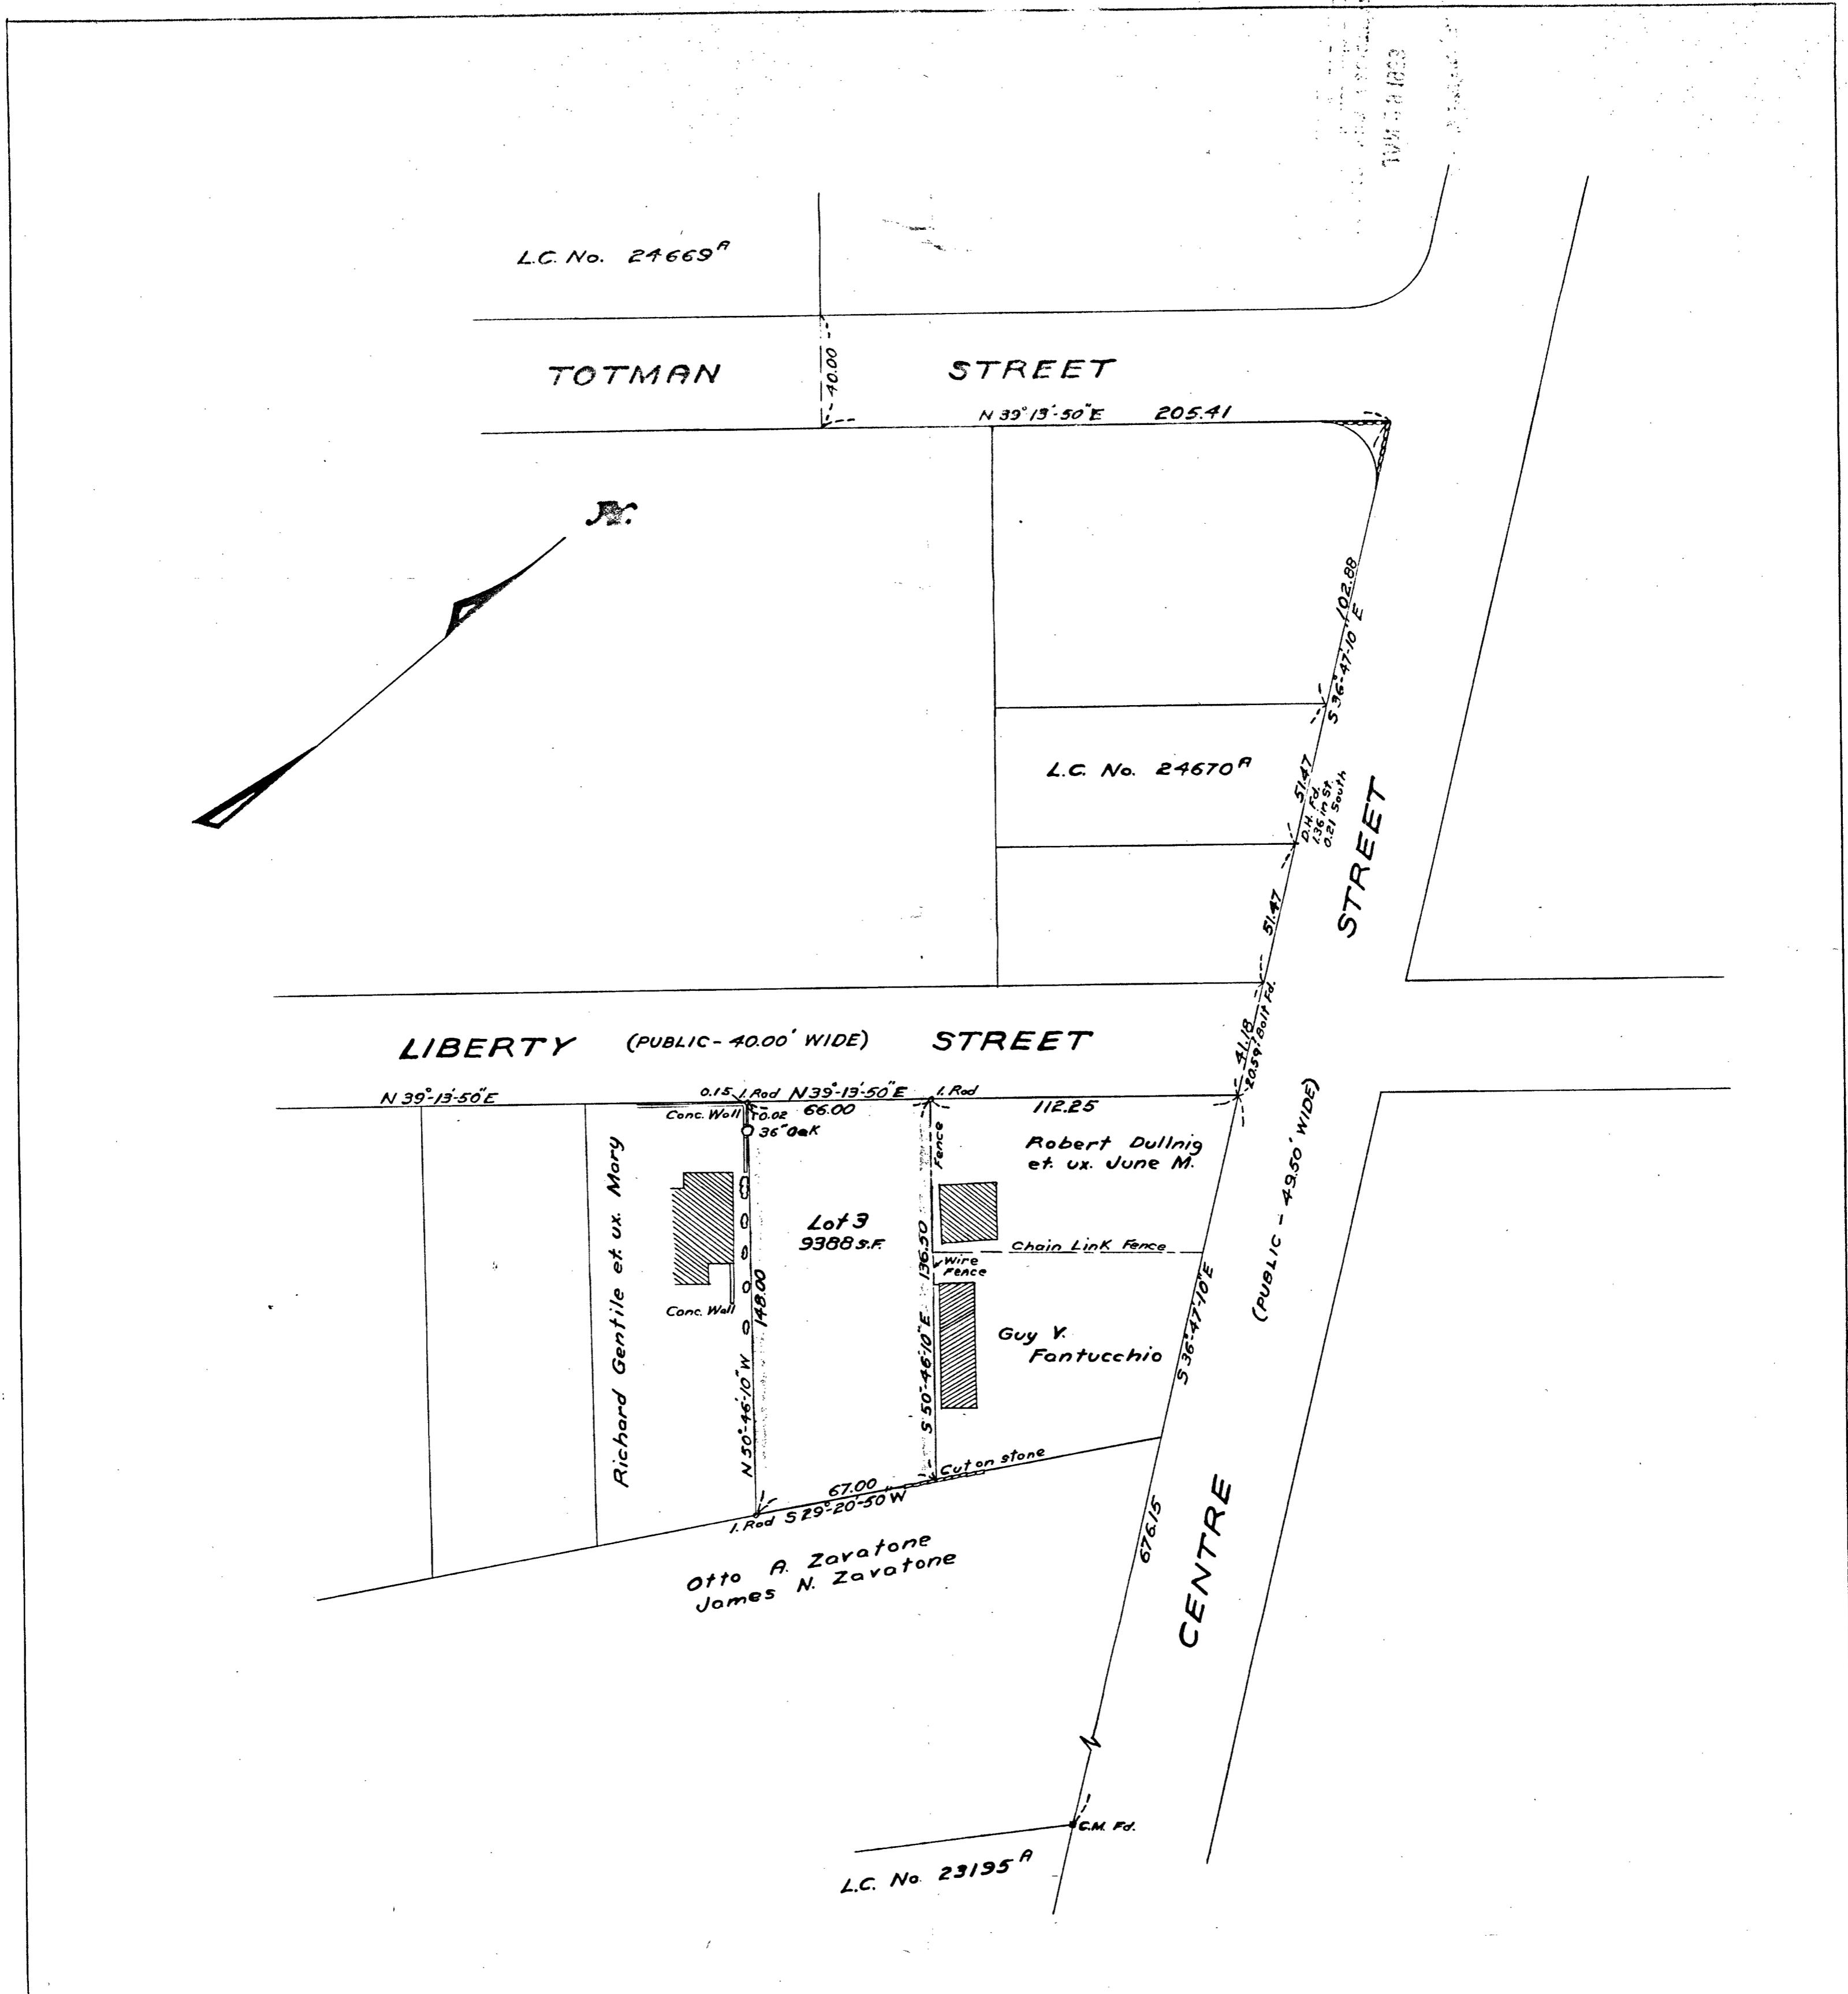 L.C. No. 24669A
TOTMAN STREET
40.00
N 39°-13'-50"E 205.41
102.88
S 36°-47'-10"E
L.C. No. 24670A
51.47
D.H. Fd.
1.36 in St.
0.21 South
51.47
STREET
LIBERTY (PUBLIC - 40.00' WIDE) STREET
41.18
20.59 Bolt Fd.
N 39°-13'-50"E
0.15 I. Rod N 39°-13'-50"E I. Rod
Conc. Wall 0.02 66.00 112.25
36" Oak
Fence
Robert Dullnig
et. ux. June M.
(PUBLIC - 49.50' WIDE)
Richard Gentile et. ux. Mary
Lot 3
9388 S.F.
Chain Link Fence
Wire
Fence
Conc. Wall
N 50°-46'-10"W 148.00
S 50°-46'-10"E 136.50
Guy V.
Fantucchio
S 36°-47'-10"E
Cut on stone
67.00
I. Rod S 29°-20'-50"W
Otto A. Zavatone
James N. Zavatone
676.15
CENTRE
C.M. Fd.
L.C. No. 23195A